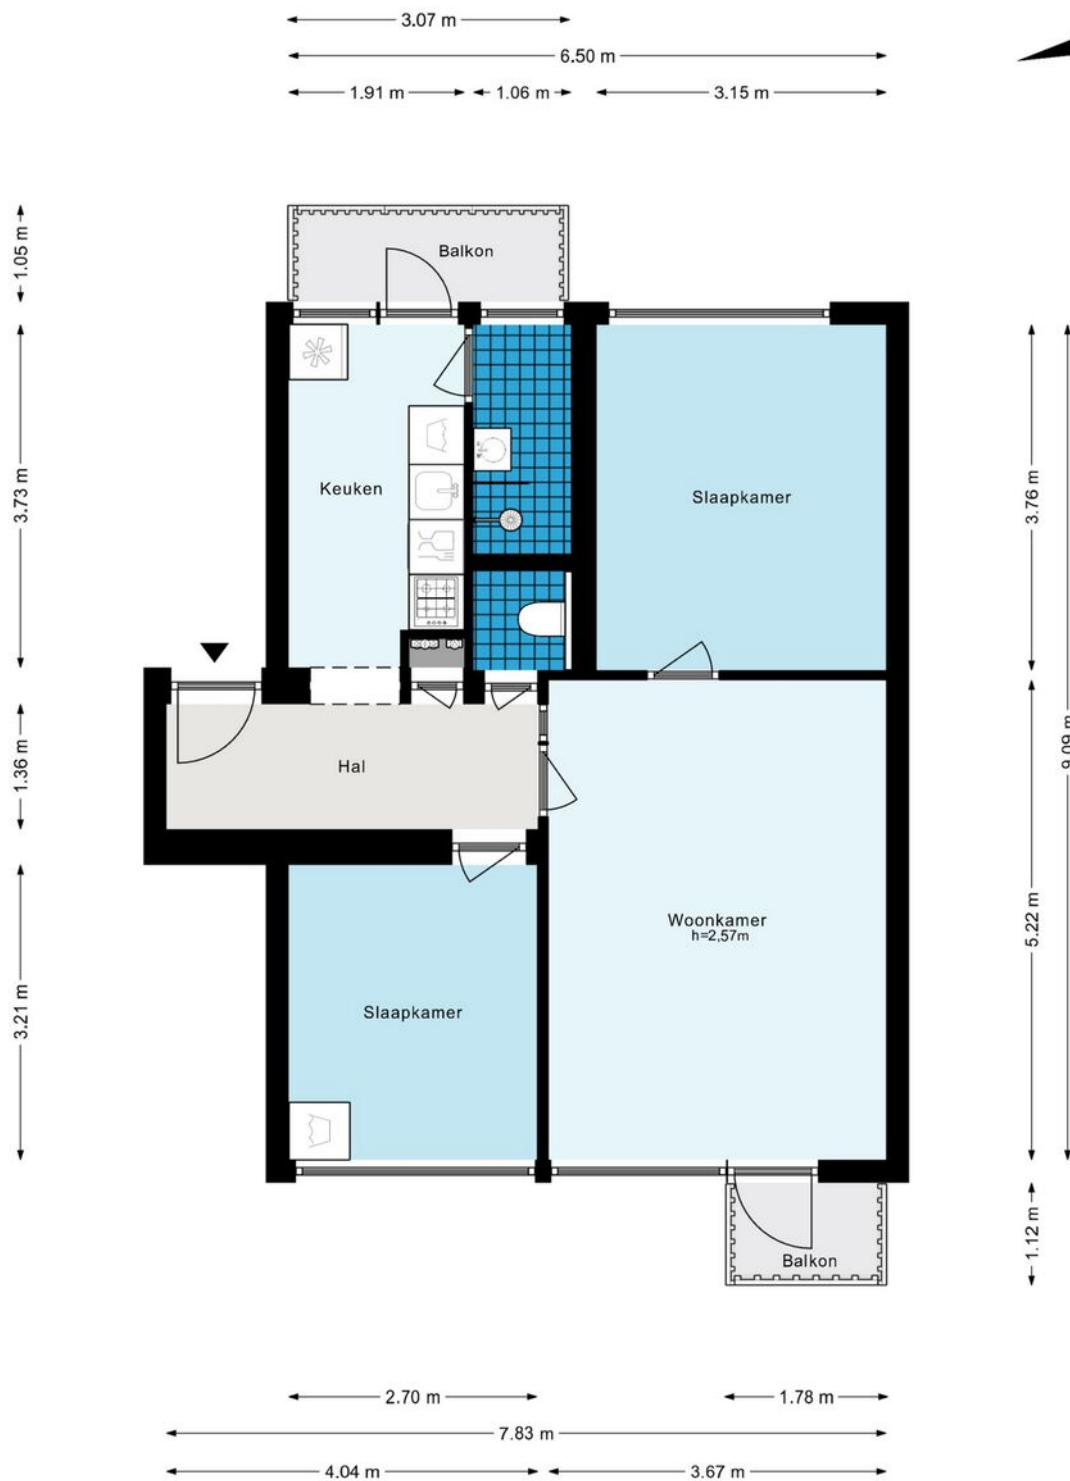 3.07 m
6.50 m
1.91 m
1.06 m
3.15 m
1.05 m
Balkon
3.73 m
Keuken
Slaapkamer
3.76 m
9.09 m
1.36 m
Hal
Woonkamer
h=2,57m
5.22 m
3.21 m
Slaapkamer
1.12 m
Balkon
2.70 m
1.78 m
7.83 m
4.04 m
3.67 m